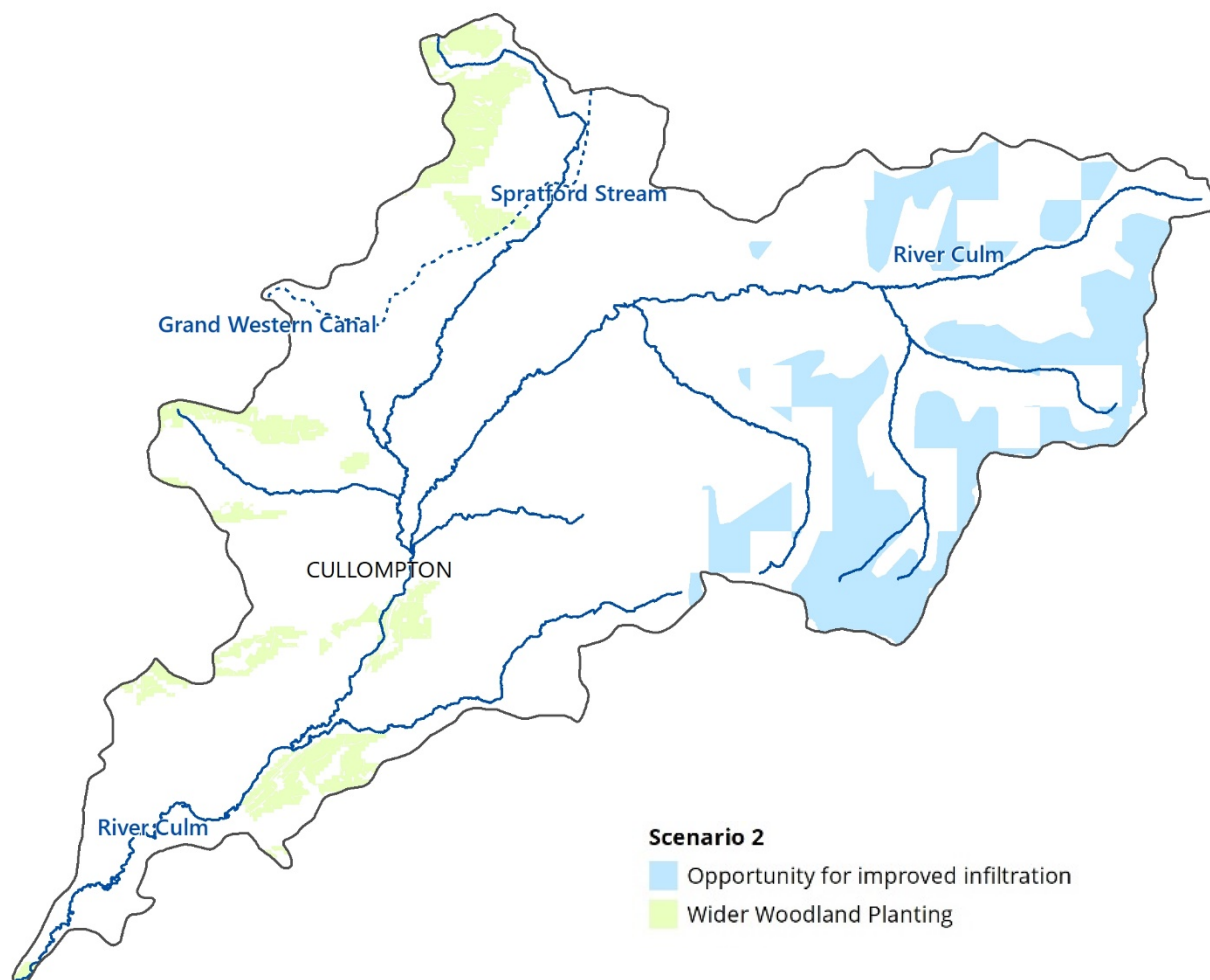 Spratford Stream
River Culm
Grand Western Canal
CULLOMPTON
River Culm
Scenario 2
Opportunity for improved infiltration
Wider Woodland Planting